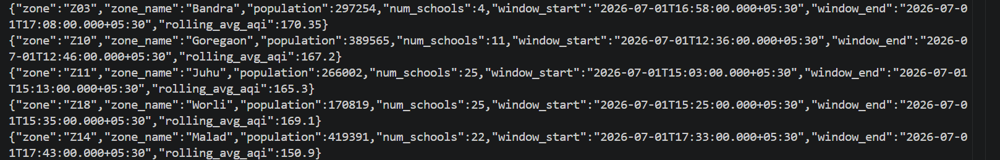 {"zone":"Z03","zone_name":"Bandra","population":297254,"num_schools":4,"window_start":"2026-07-01T16:58:00.000+05:30","window_end":"2026-07-0
1T17:08:00.000+05:30","rolling_avg_aqi":170.35}
{"zone":"Z10","zone_name":"Goregaon","population":389565,"num_schools":11,"window_start":"2026-07-01T12:36:00.000+05:30","window_end":"2026-0
7-01T12:46:00.000+05:30","rolling_avg_aqi":167.2}
{"zone":"Z11","zone_name":"Juhu","population":266002,"num_schools":25,"window_start":"2026-07-01T15:03:00.000+05:30","window_end":"2026-07-01
T15:13:00.000+05:30","rolling_avg_aqi":165.3}
{"zone":"Z18","zone_name":"Worli","population":170819,"num_schools":25,"window_start":"2026-07-01T15:25:00.000+05:30","window_end":"2026-07-0
1T15:35:00.000+05:30","rolling_avg_aqi":169.1}
{"zone":"Z14","zone_name":"Malad","population":419391,"num_schools":22,"window_start":"2026-07-01T17:33:00.000+05:30","window_end":"2026-07-0
1T17:43:00.000+05:30","rolling_avg_aqi":150.9}